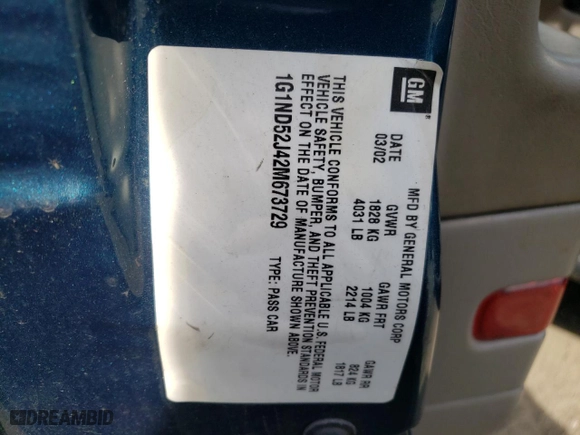 GM
MFD BY GENERAL MOTORS CORP
DATE GVWR GAWR FRT GAWR RR
03/02 1828 KG 1004 KG 824 KG
4031 LB 2214 LB 1817 LB
THIS VEHICLE CONFORMS TO ALL APPLICABLE U.S. FEDERAL MOTOR
VEHICLE SAFETY, BUMPER, AND THEFT PREVENTION STANDARDS IN
EFFECT ON THE DATE OF MANUFACTURE SHOWN ABOVE.
1G1ND52J42M673729 TYPE: PASS CAR
DREAMBID